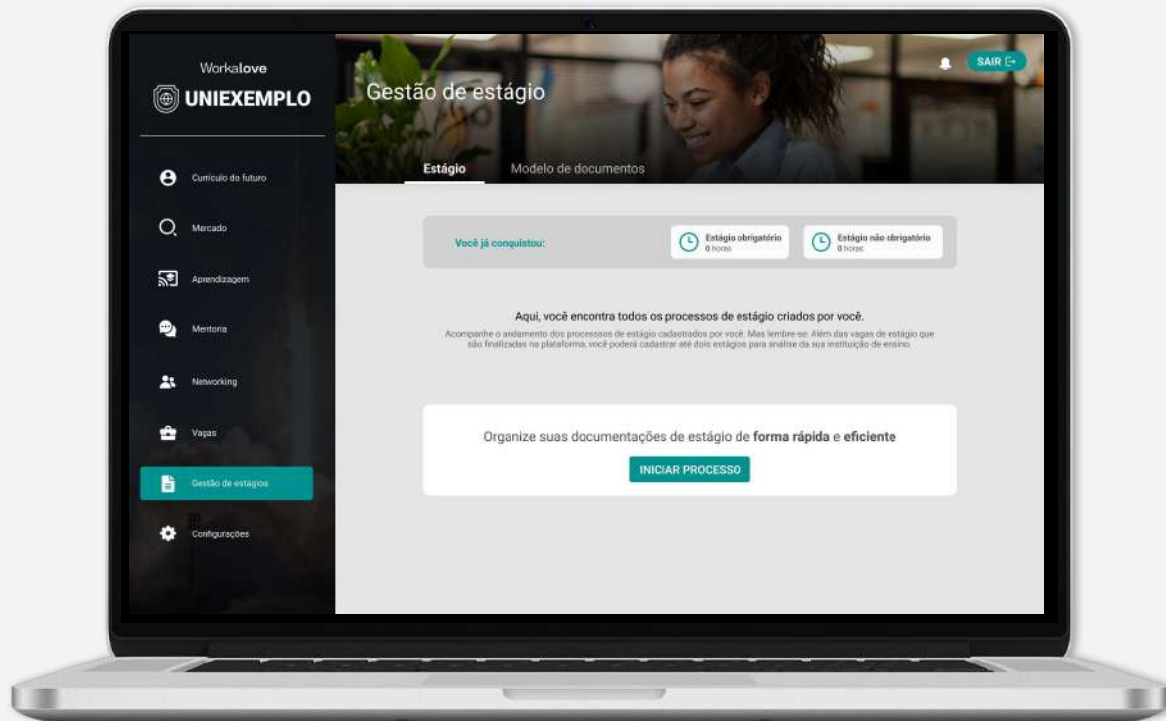 Workalove
UNIEXEMPLO
Currículo do futuro
Mercado
Aprendizagem
Mentoria
Networking
Vagas
Gestão de estágios
Configurações
SAIR
Gestão de estágio
Estágio
Modelo de documentos
Você já conquistou:
Estágio obrigatório
0 horas
Estágio não obrigatório
0 horas
Aqui, você encontra todos os processos de estágio criados por você.
Acompanhe o andamento dos processsos de estágio cadastrados por você. Mas lembre-se: Além das vagas de estágio que
são finalizadas na plataforma, você poderá cadastrar até dois estágios para análise da sua instituição de ensino.
Organize suas documentações de estágio de forma rápida e eficiente
INICIAR PROCESSO